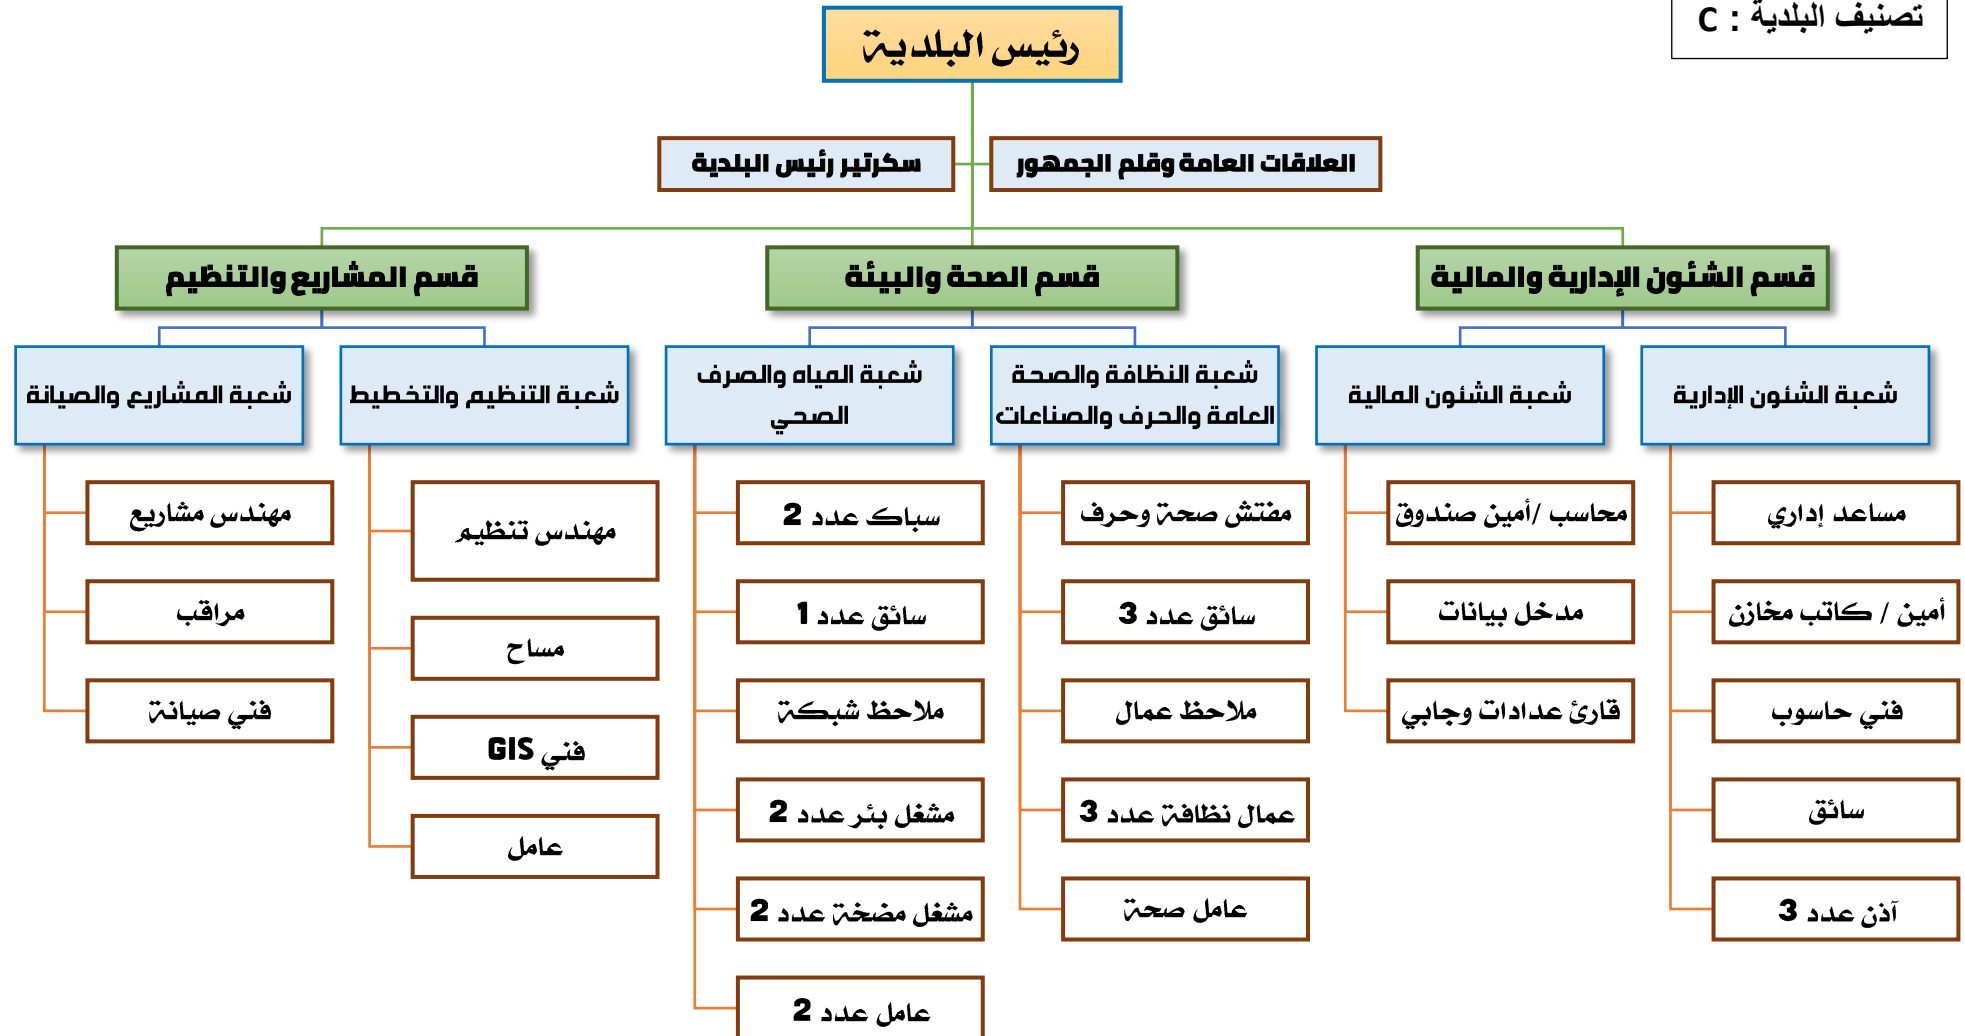 تصنيف البلدية : C
رئيس البلدية
العلاقات العامة وقلم الجمهور
سكرتير رئيس البلدية
قسم الشئون الإدارية والمالية
قسم الصحة والبيئة
قسم المشاريع والتنظيم
شعبة الشئون الإدارية
شعبة الشئون المالية
شعبة النظافة والصحة
العامة والحرف والصناعات
شعبة المياه والصرف
الصحي
شعبة التنظيم والتخطيط
شعبة المشاريع والصيانة
مساعد إداري
أمين / كاتب مخازن
فني حاسوب
سائق
آذن عدد 3
محاسب /أمين صندوق
مدخل بيانات
قارئ عدادات وجابي
مفتش صحة وحرف
سائق عدد 3
ملاحظ عمال
عمال نظافة عدد 3
عامل صحة
سباك عدد 2
سائق عدد 1
ملاحظ شبكة
مشغل بئر عدد 2
مشغل مضخة عدد 2
عامل عدد 2
مهندس تنظيم
مساح
فني GIS
عامل
مهندس مشاريع
مراقب
فني صيانة